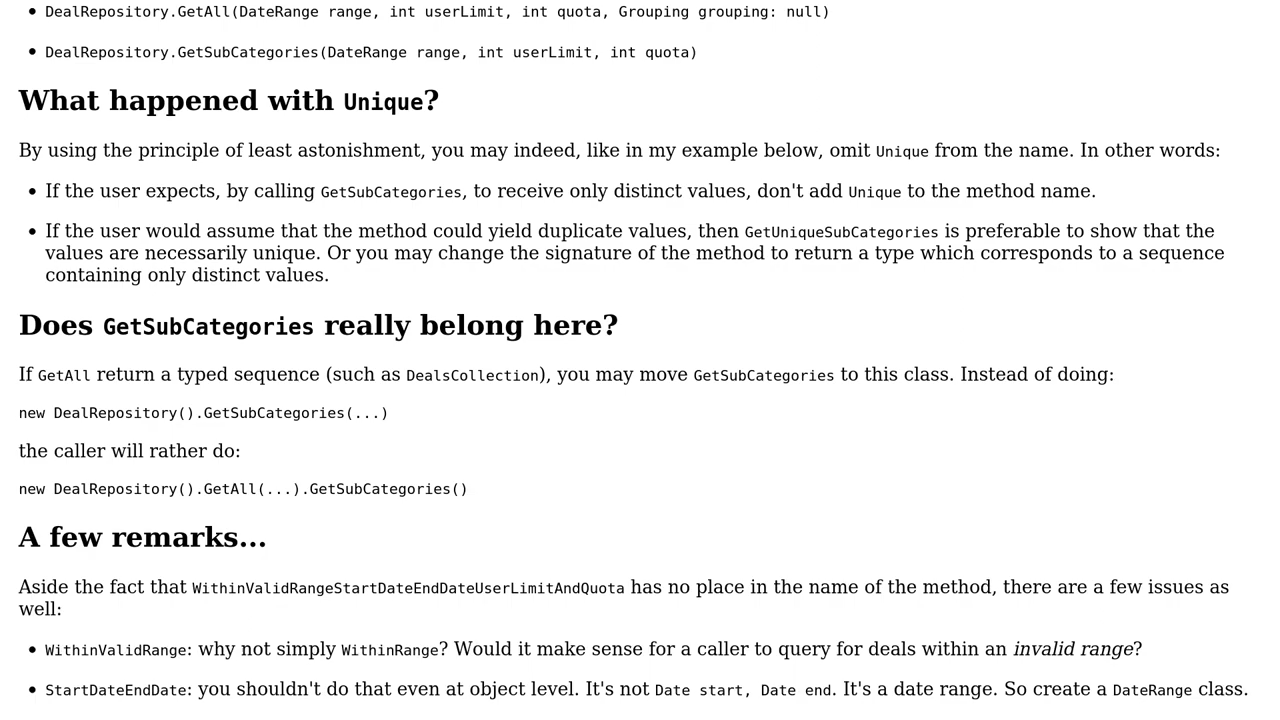 • DealRepository.GetAll(DateRange range, int userLimit, int quota, Grouping grouping: null)
• DealRepository.GetSubCategories(DateRange range, int userLimit, int quota)
What happened with Unique?
By using the principle of least astonishment, you may indeed, like in my example below, omit Unique from the name. In other words:
• If the user expects, by calling GetSubCategories, to receive only distinct values, don't add Unique to the method name.
• If the user would assume that the method could yield duplicate values, then GetUniqueSubCategories is preferable to show that the
values are necessarily unique. Or you may change the signature of the method to return a type which corresponds to a sequence
containing only distinct values.
Does GetSubCategories really belong here?
If GetAll return a typed sequence (such as DealsCollection), you may move GetSubCategories to this class. Instead of doing:
new DealRepository().GetSubCategories(...)
the caller will rather do:
new DealRepository().GetAll(...).GetSubCategories()
A few remarks...
Aside the fact that WithinValidRangeStartDateEndDateUserLimitAndQuota has no place in the name of the method, there are a few issues as
well:
• WithinValidRange: why not simply WithinRange? Would it make sense for a caller to query for deals within an invalid range?
• StartDateEndDate: you shouldn't do that even at object level. It's not Date start, Date end. It's a date range. So create a DateRange class.